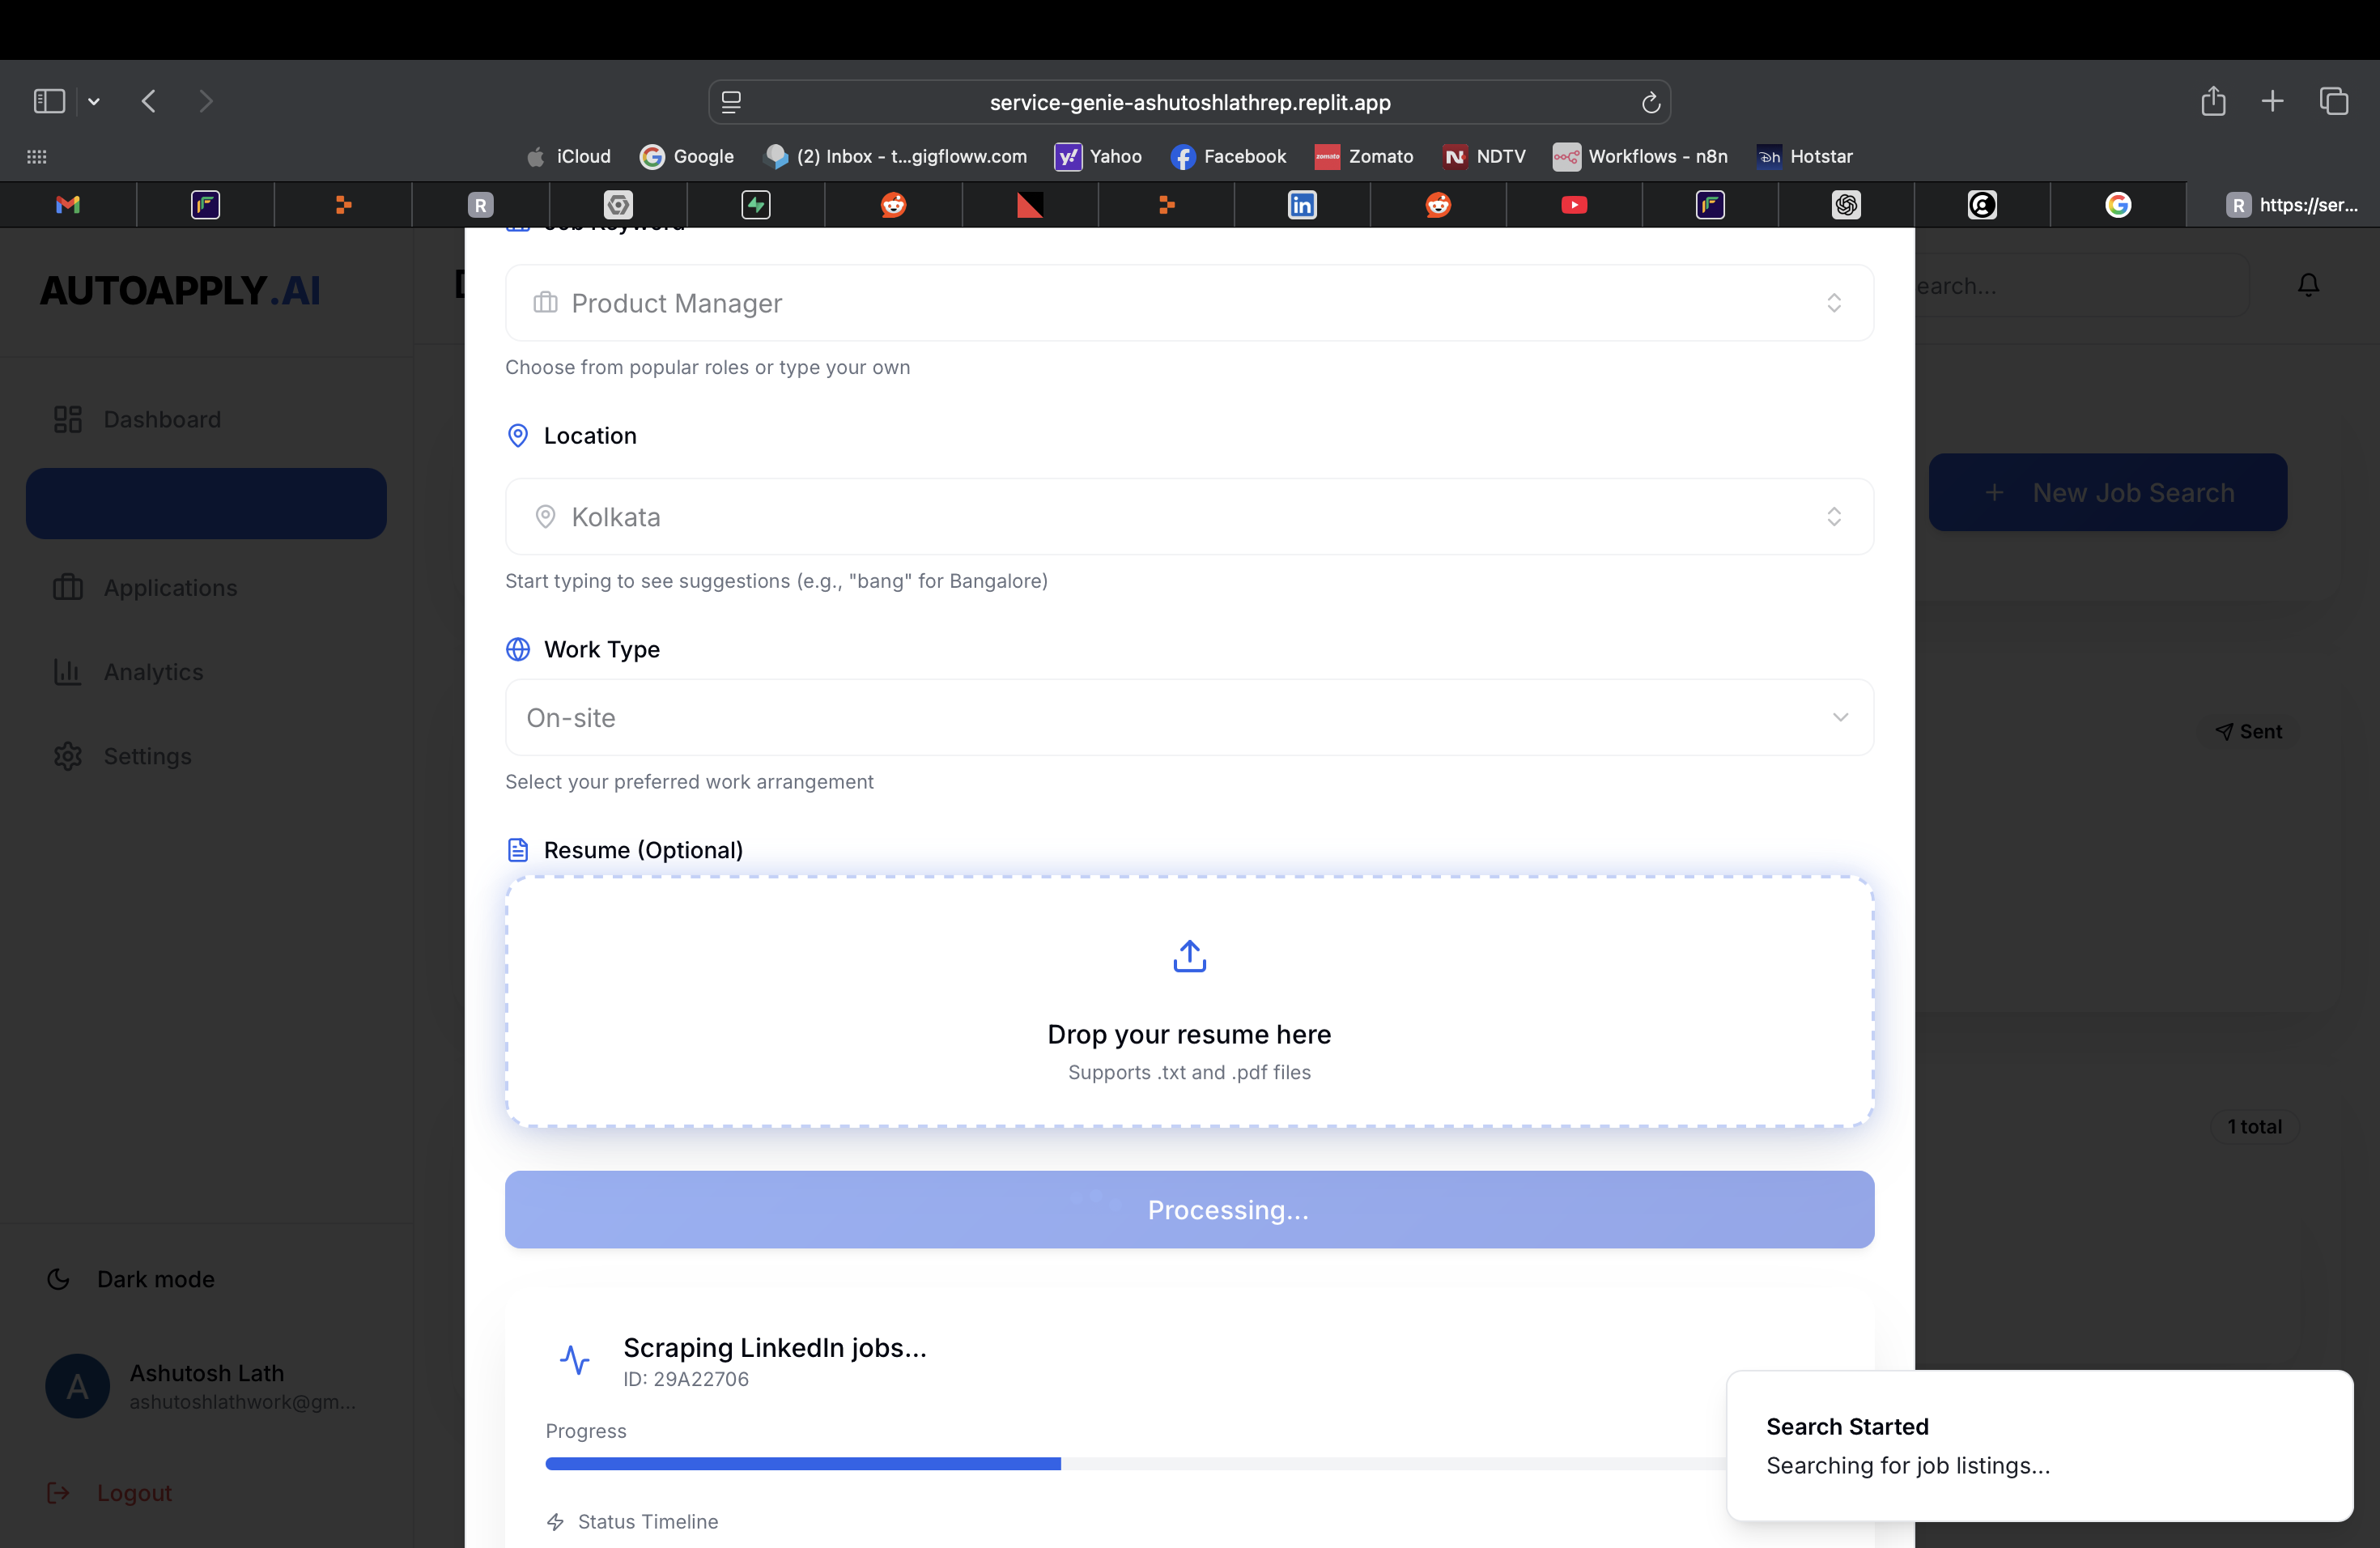 service-genie-ashutoshlathrep.replit.app
iCloud
Google
(2) Inbox - t...gigfloww.com
Yahoo
Facebook
Zomato
NDTV
Workflows - n8n
Hotstar
R
R https://ser...
AUTOAPPLY.AI
Dashboard
Applications
Analytics
Settings
Dark mode
A
Ashutosh Lath
ashutoshlathwork@gm...
Logout
Job Keyword
Product Manager
Choose from popular roles or type your own
Location
Kolkata
Start typing to see suggestions (e.g., "bang" for Bangalore)
Work Type
On-site
Select your preferred work arrangement
Resume (Optional)
Drop your resume here
Supports .txt and .pdf files
Processing...
Scraping LinkedIn jobs...
ID: 29A22706
Progress
Status Timeline
earch...
+ New Job Search
Sent
1 total
Search Started
Searching for job listings...